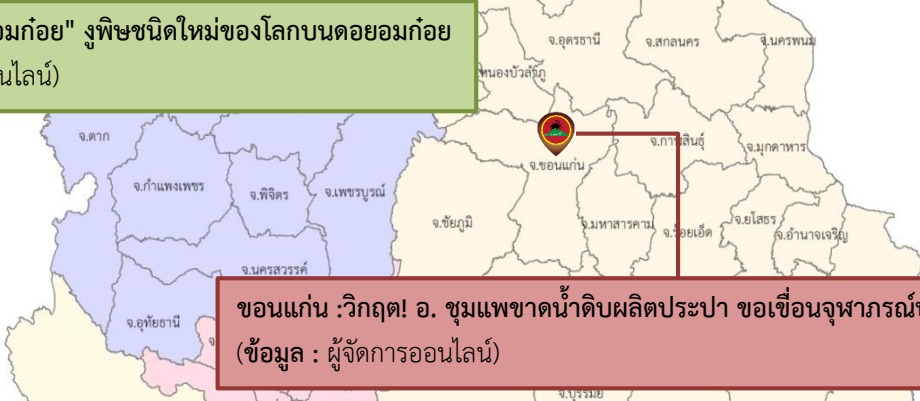 อมก๋อย" งูพิษชนิดใหม่ของโลกบนดอยอมก๋อย
นไลน์)
จ.อุดรธานี
จ.สกลนคร
จ.นครพนม
หนองบัวลำภู
จ.ตาก
จ.กำแพงเพชร
จ.พิจิตร
จ.เพชรบูรณ์
จ.ขอนแก่น
จ.กาฬสินธุ์
จ.มุกดาหาร
จ.ชัยภูมิ
จ.มหาสารคาม
จ.ร้อยเอ็ด
จ.ยโสธร
จ.อำนาจเจริญ
จ.นครสวรรค์
จ.อุทัยธานี
ขอนแก่น :วิกฤต! อ. ชุมแพขาดน้ำดิบผลิตประปา ขอเขื่อนจุฬาภรณ์
(ข้อมูล : ผู้จัดการออนไลน์)